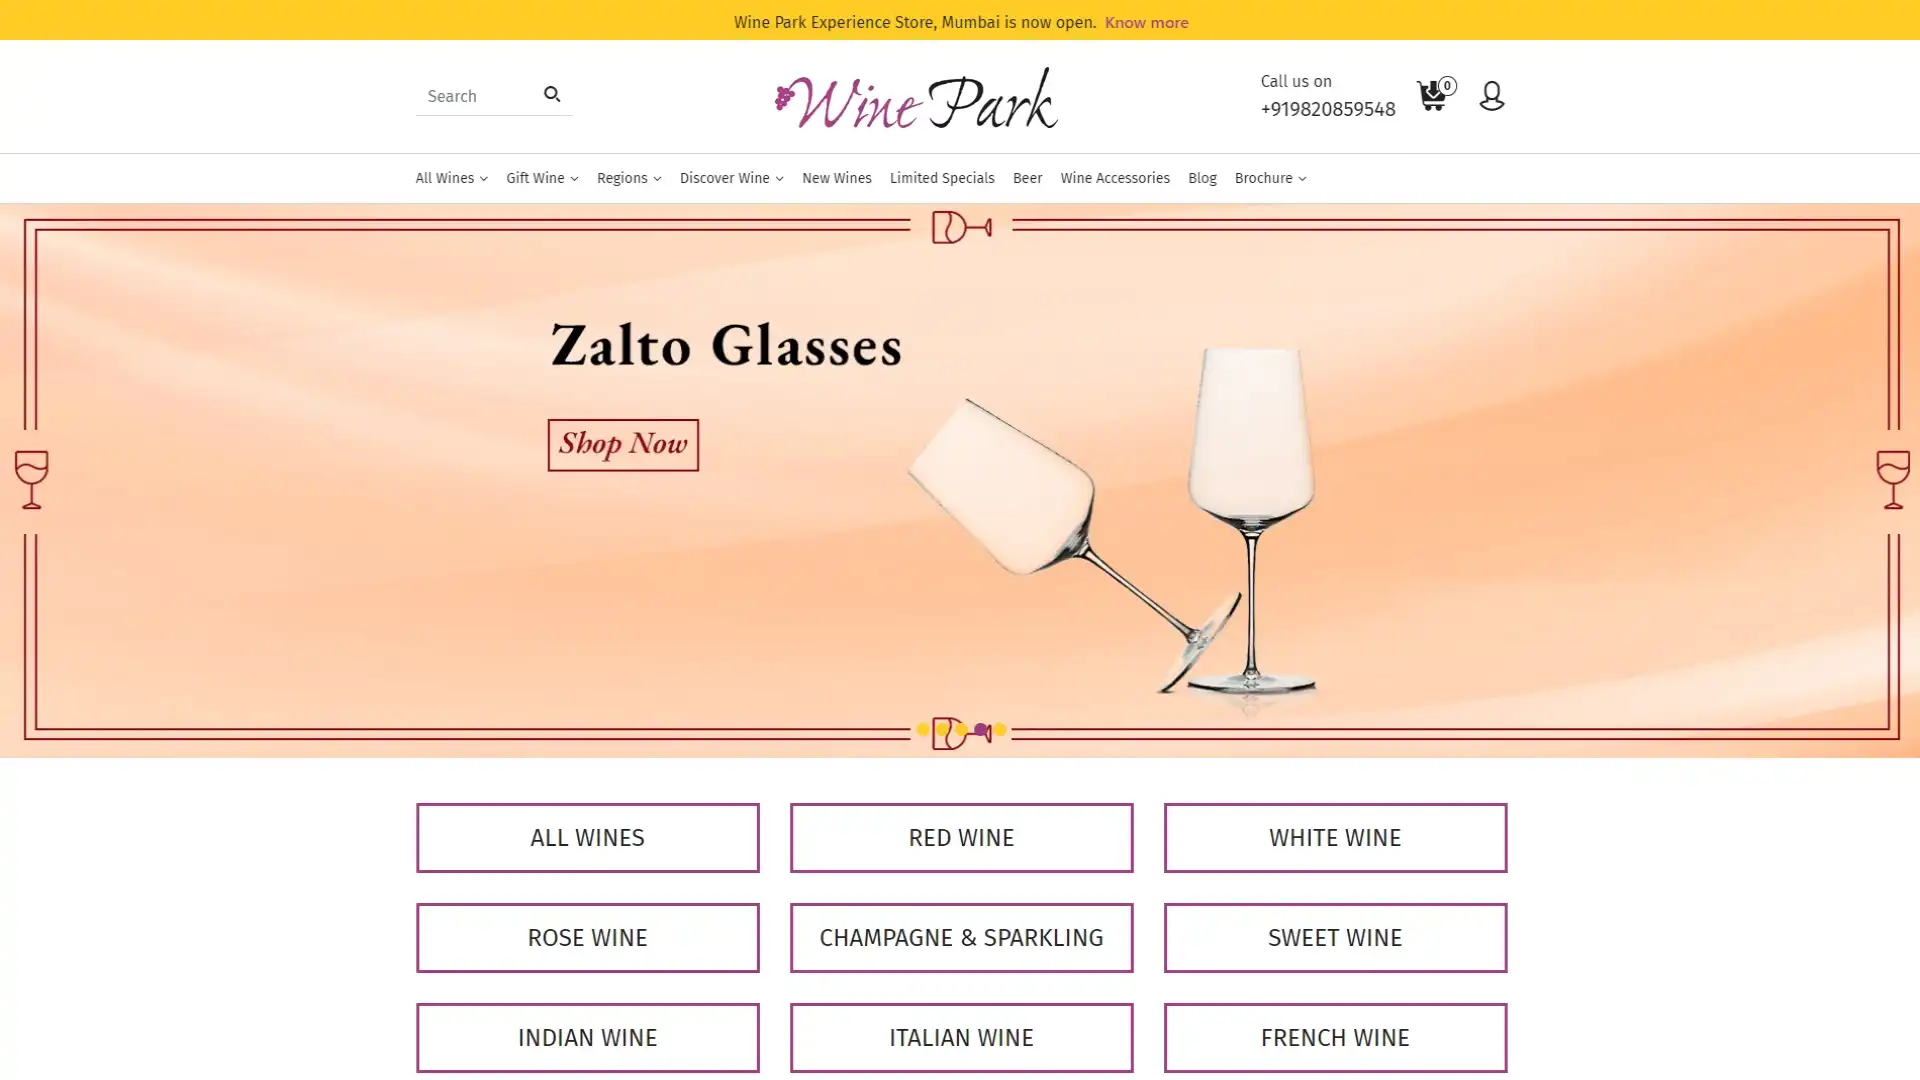 Wine Park Experience Store, Mumbai is now open. Know more
Search
Wine Park
Call us on
+919820859548
0
All Wines
Gift Wine
Regions
Discover Wine
New Wines
Limited Specials
Beer
Wine Accessories
Blog
Brochure
Zalto Glasses
Shop Now
ALL WINES
RED WINE
WHITE WINE
ROSE WINE
CHAMPAGNE & SPARKLING
SWEET WINE
INDIAN WINE
ITALIAN WINE
FRENCH WINE